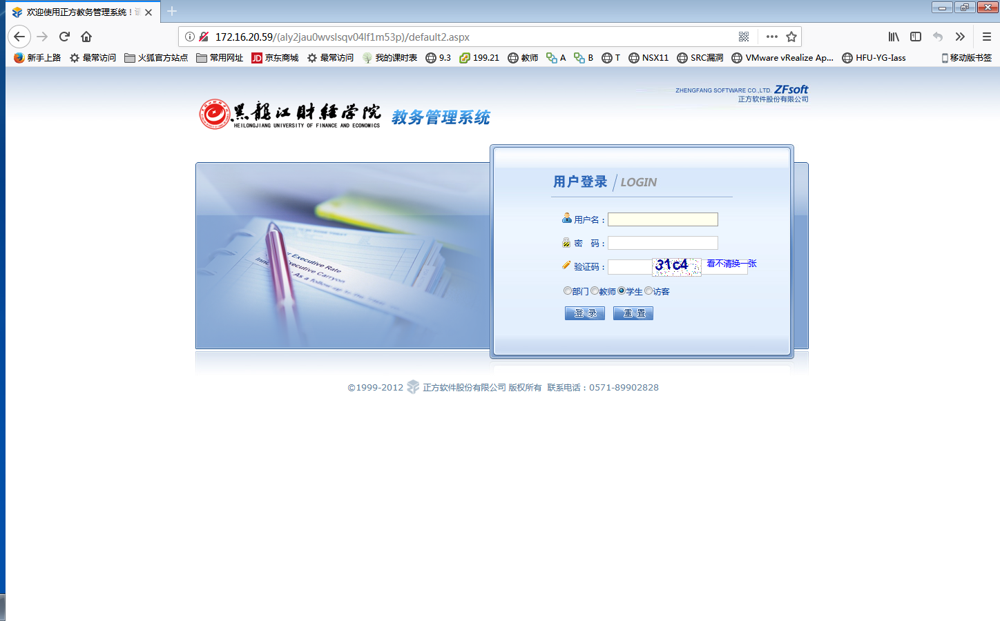 欢迎使用正方教务管理系统！
172.16.20.59/(aly2jau0wvslsqv04lf1m53p)/default2.aspx
新手上路 最常访问 火狐官方站点 常用网址 JD 京东商城 最常访问 我的课时表 9.3 199.21 教师 A B T NSX11 SRC漏洞 VMware vRealize Ap... HFU-YG-Iass 移动版书签
ZHENGFANG SOFTWARE CO.,LTD. ZFsoft
正方软件股份有限公司
黑龍江财经学院 教务管理系统
HEILONGJIANG UNIVERSITY OF FINANCE AND ECONOMICS
用户登录 / LOGIN
用户名：
密 码：
验证码： 31c4 看不清换一张
部门 教师 学生 访客
登 录 重 置
Executive Rate
Executive Carryon
As a follow-up to the
©1999-2012 正方软件股份有限公司 版权所有 联系电话：0571-89902828